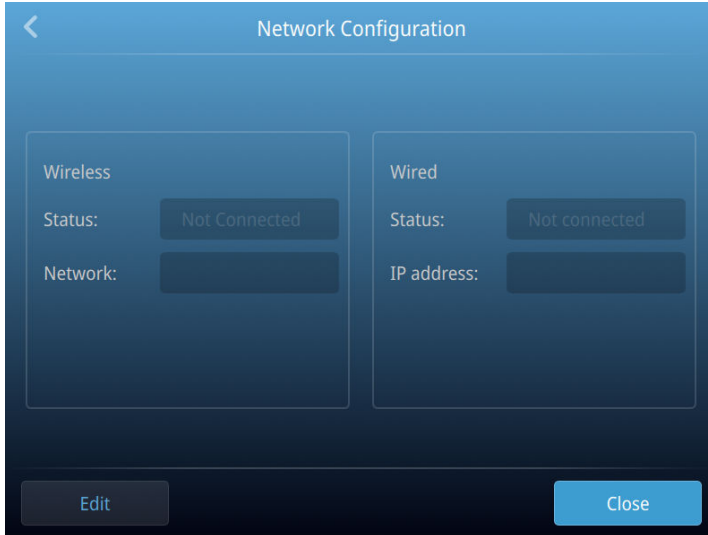 Network Configuration
Wireless
Status: Not Connected
Network:
Wired
Status: Not connected
IP address:
Edit
Close